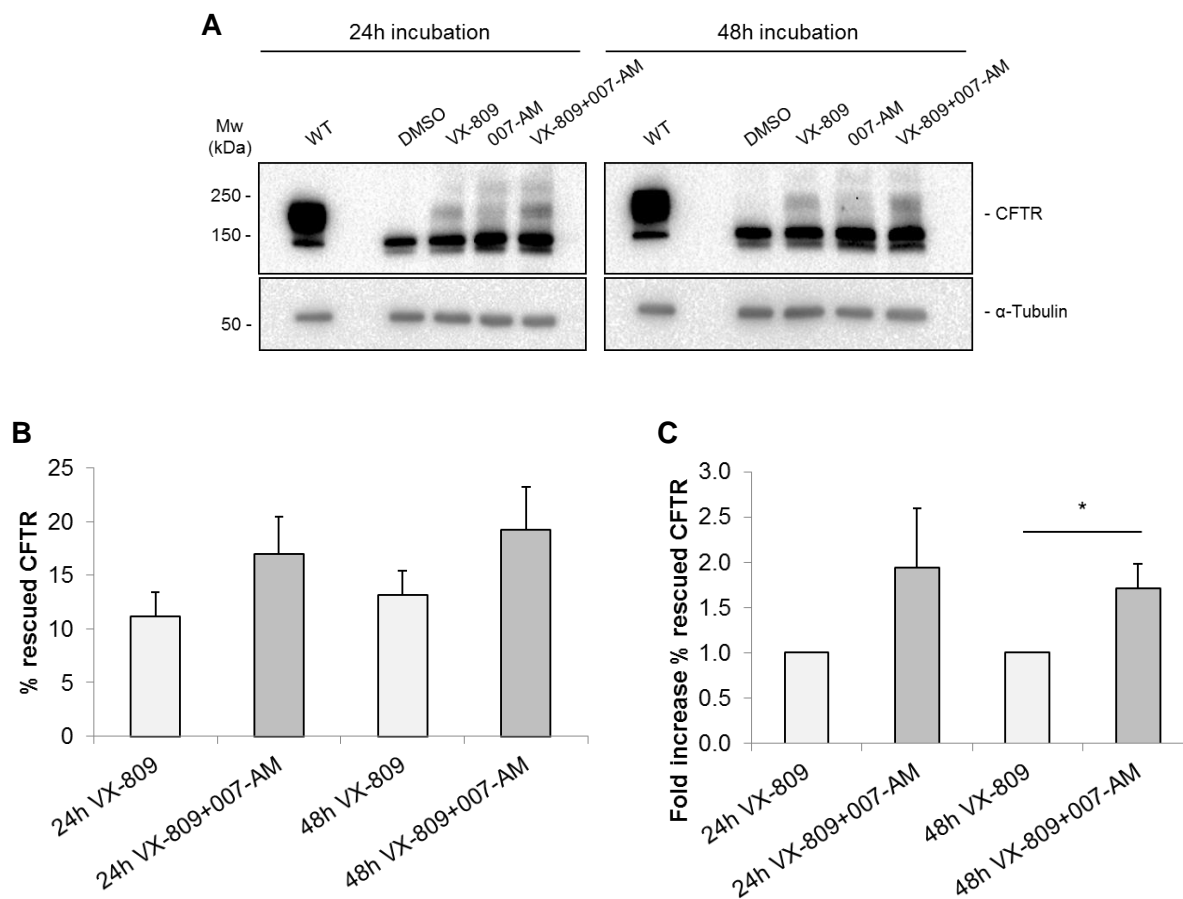 A
24h incubation
48h incubation
Mw
(kDa)
WT
DMSO
VX-809
007-AM
VX-809+007-AM
WT
DMSO
VX-809
007-AM
VX-809+007-AM
250 -
150 -
- CFTR
50 -
- α-Tubulin
B
% rescued CFTR
25
20
15
10
5
0
24h VX-809
24h VX-809+007-AM
48h VX-809
48h VX-809+007-AM
C
Fold increase % rescued CFTR
3.0
2.5
2.0
1.5
1.0
0.5
0.0
*
24h VX-809
24h VX-809+007-AM
48h VX-809
48h VX-809+007-AM